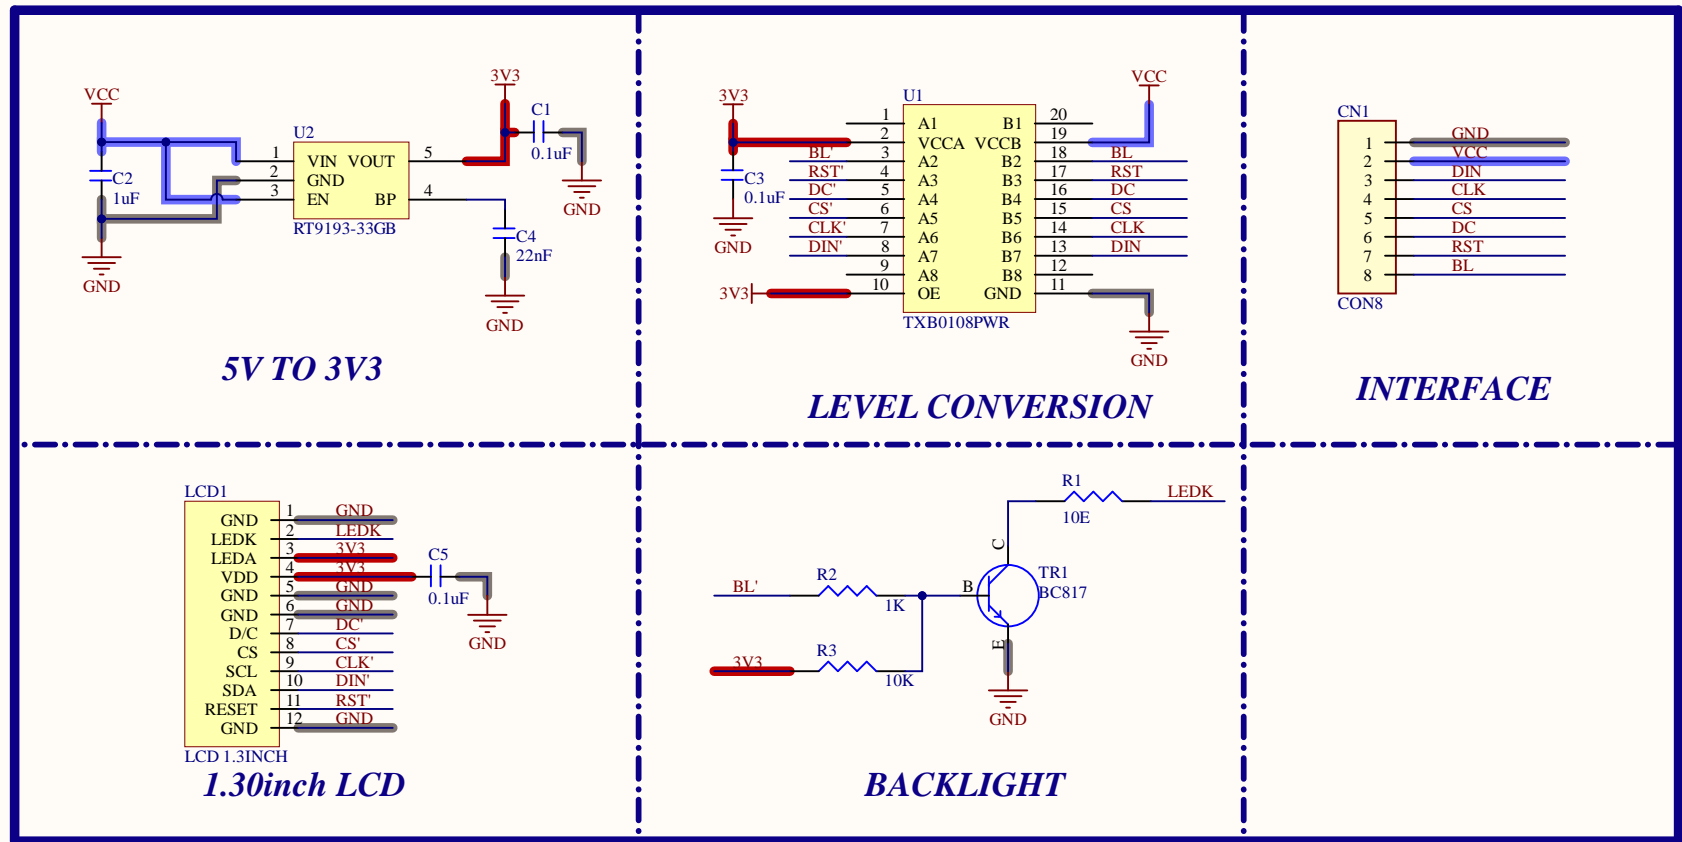 VCC
U2
1 VIN VOUT 5
2 GND
3 EN BP 4
RT9193-33GB
C2
1uF
GND
3V3
C1
0.1uF
GND
C4
22nF
GND
5V TO 3V3
3V3
C3
0.1uF
GND
3V3
U1
1 A1 B1 20
2 VCCA VCCB 19
BL' 3 A2 B2 18 BL
RST' 4 A3 B3 17 RST
DC' 5 A4 B4 16 DC
CS' 6 A5 B5 15 CS
CLK' 7 A6 B6 14 CLK
DIN' 8 A7 B7 13 DIN
9 A8 B8 12
10 OE GND 11
TXB0108PWR
VCC
GND
LEVEL CONVERSION
CN1
1 GND
2 VCC
3 DIN
4 CLK
5 CS
6 DC
7 RST
8 BL
CON8
INTERFACE
LCD1
GND 1 GND
LEDK 2 LEDK
LEDA 3 3V3
VDD 4 3V3
GND 5 GND
GND 6 GND
D/C 7 DC'
CS 8 CS'
SCL 9 CLK'
SDA 10 DIN'
RESET 11 RST'
GND 12 GND
LCD 1.3INCH
C5
0.1uF
GND
1.30inch LCD
R1
10E
LEDK
C
TR1
BC817
B
E
BL'
R2
1K
3V3
R3
10K
GND
BACKLIGHT